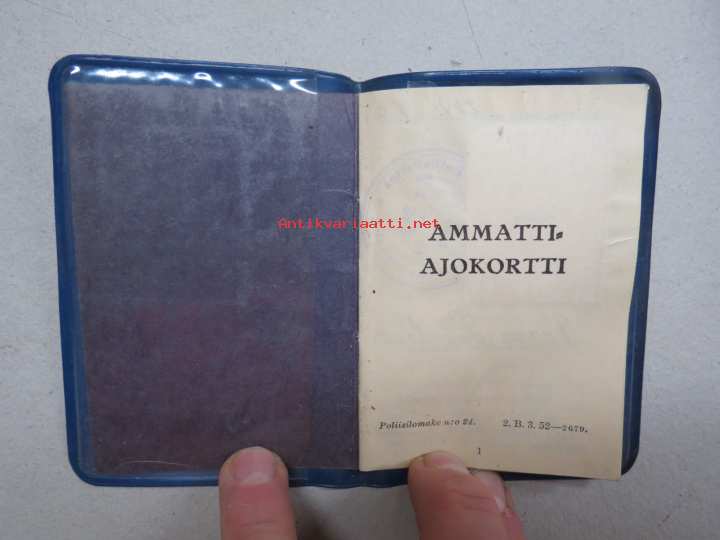 Antikvariaatti.net
AMMATTI-
AJOKORTTI
Poliisilomake n:o 24. 2. B. 3. 52—2679.
1